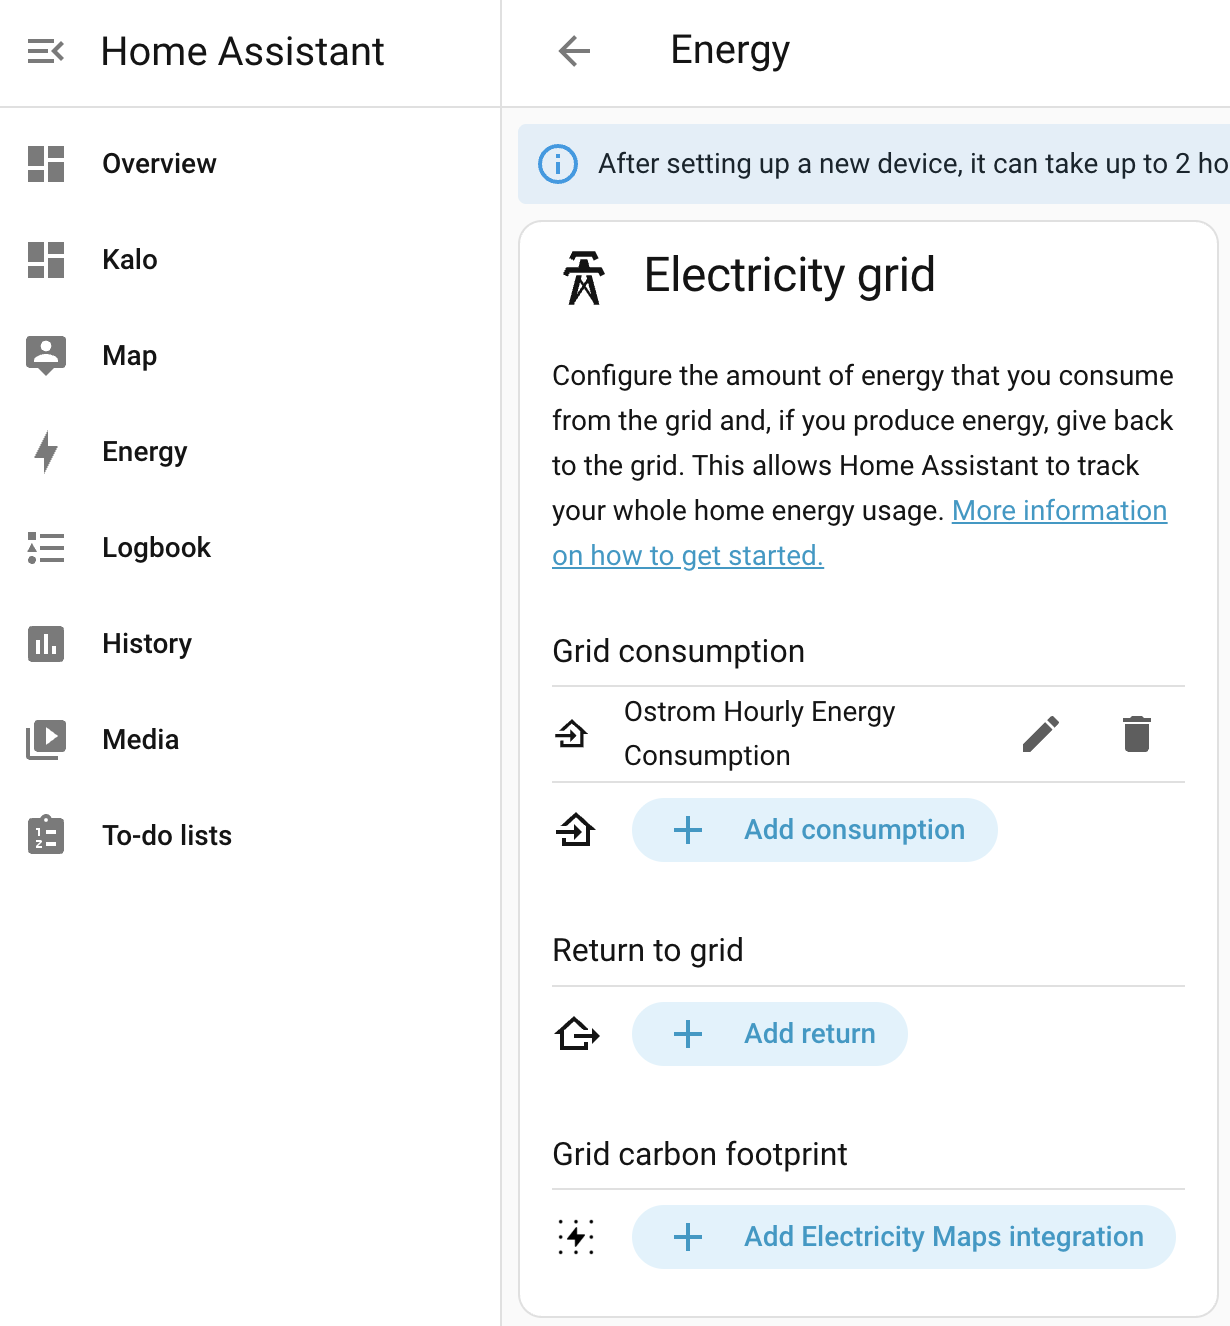 Home Assistant
Overview
Kalo
Map
Energy
Logbook
History
Media
To-do lists
Energy
After setting up a new device, it can take up to 2 ho
Electricity grid
Configure the amount of energy that you consume
from the grid and, if you produce energy, give back
to the grid. This allows Home Assistant to track
your whole home energy usage. More information
on how to get started.
Grid consumption
Ostrom Hourly Energy
Consumption
Add consumption
Return to grid
Add return
Grid carbon footprint
Add Electricity Maps integration